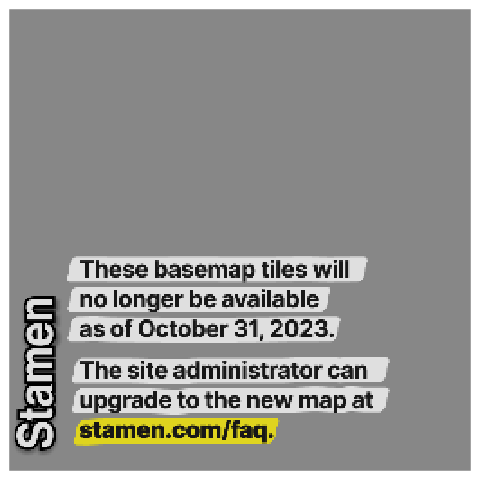 These basemap tiles will
no longer be available
as of October 31, 2023.
The site administrator can
upgrade to the new map at
stamen.com/faq.
Stamen